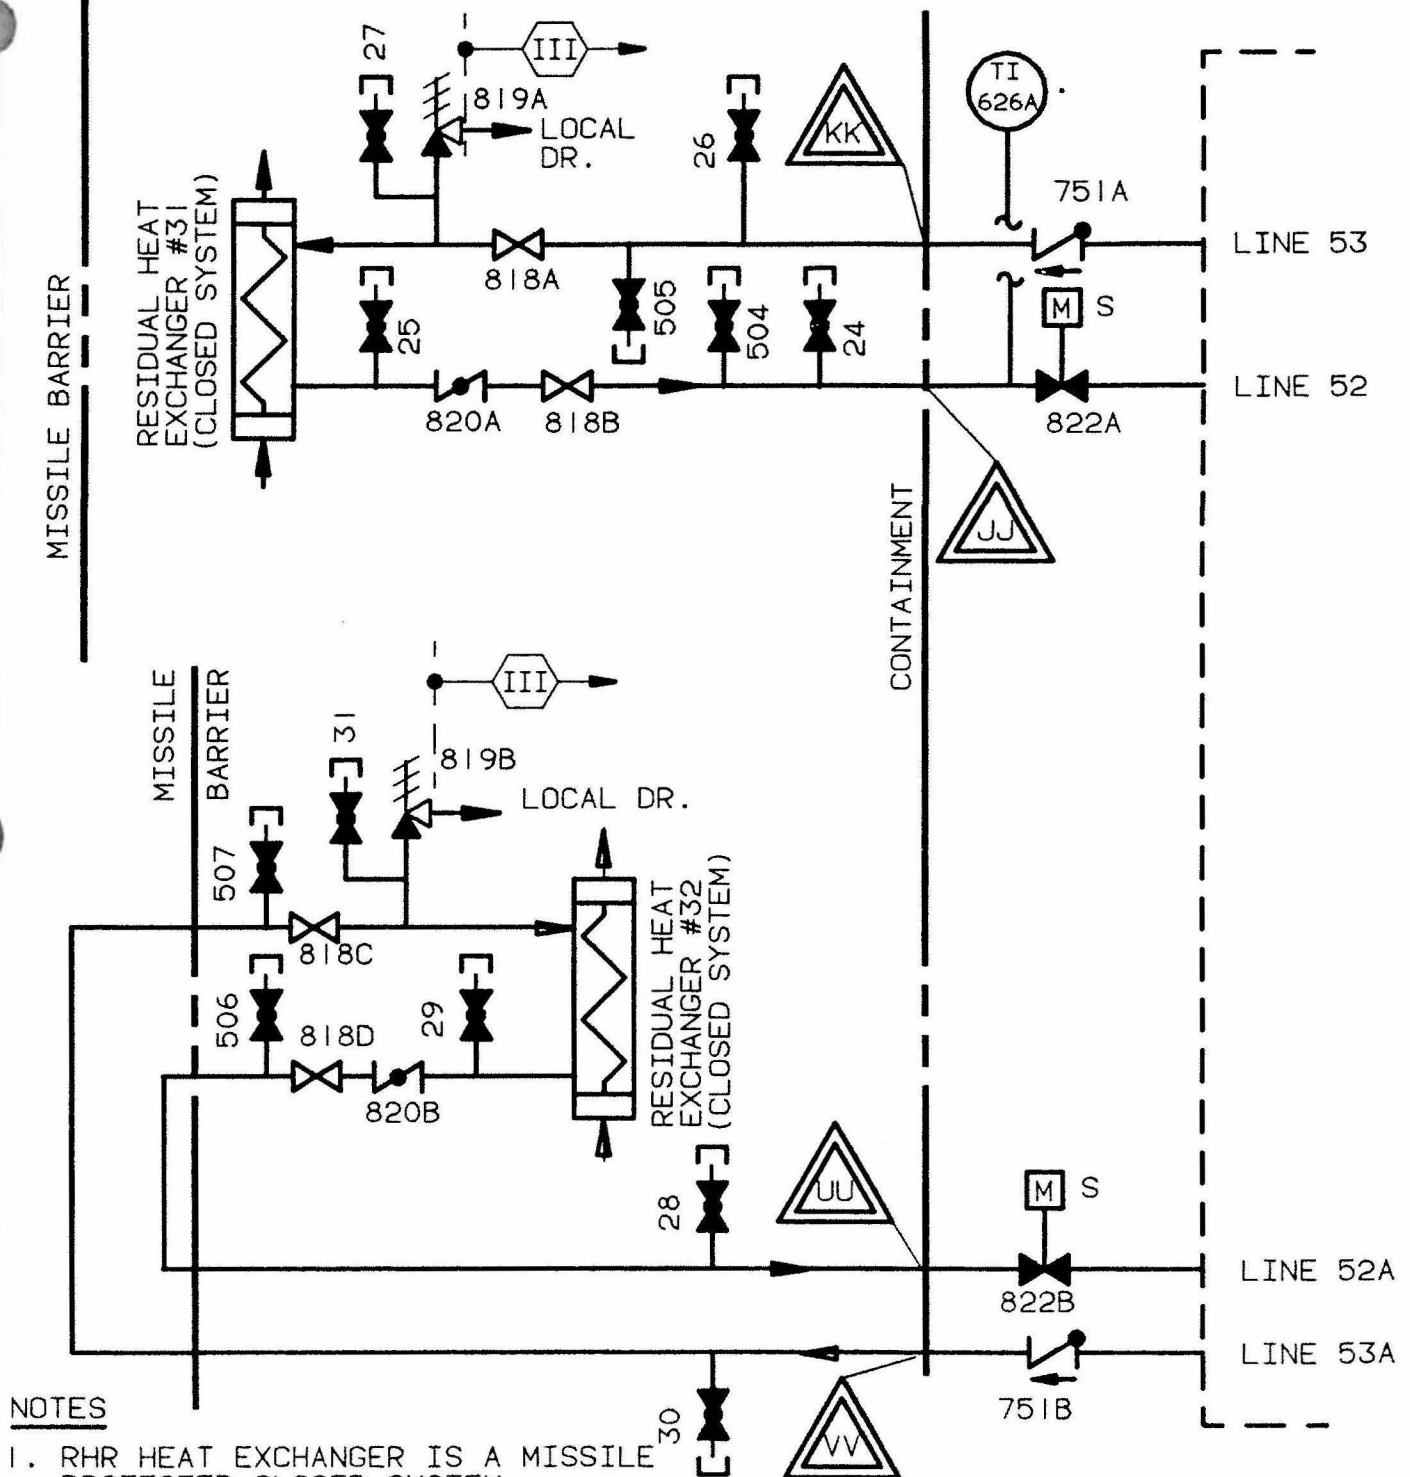 27
III
819A
LOCAL
DR.
26
KK
TI
626A
751A
LINE 53
MISSILE BARRIER
RESIDUAL HEAT
EXCHANGER #31
(CLOSED SYSTEM)
818A
25
505
504
24
M S
820A
818B
822A
LINE 52
CONTAINMENT
JJ
MISSILE
BARRIER
III
31
819B
LOCAL DR.
507
818C
506
818D
29
820B
RESIDUAL HEAT
EXCHANGER #32
(CLOSED SYSTEM)
28
UU
M S
822B
LINE 52A
LINE 53A
751B
30
VV
NOTES
1. RHR HEAT EXCHANGER IS A MISSILE
PROTECTED CLOSED SYSTEM